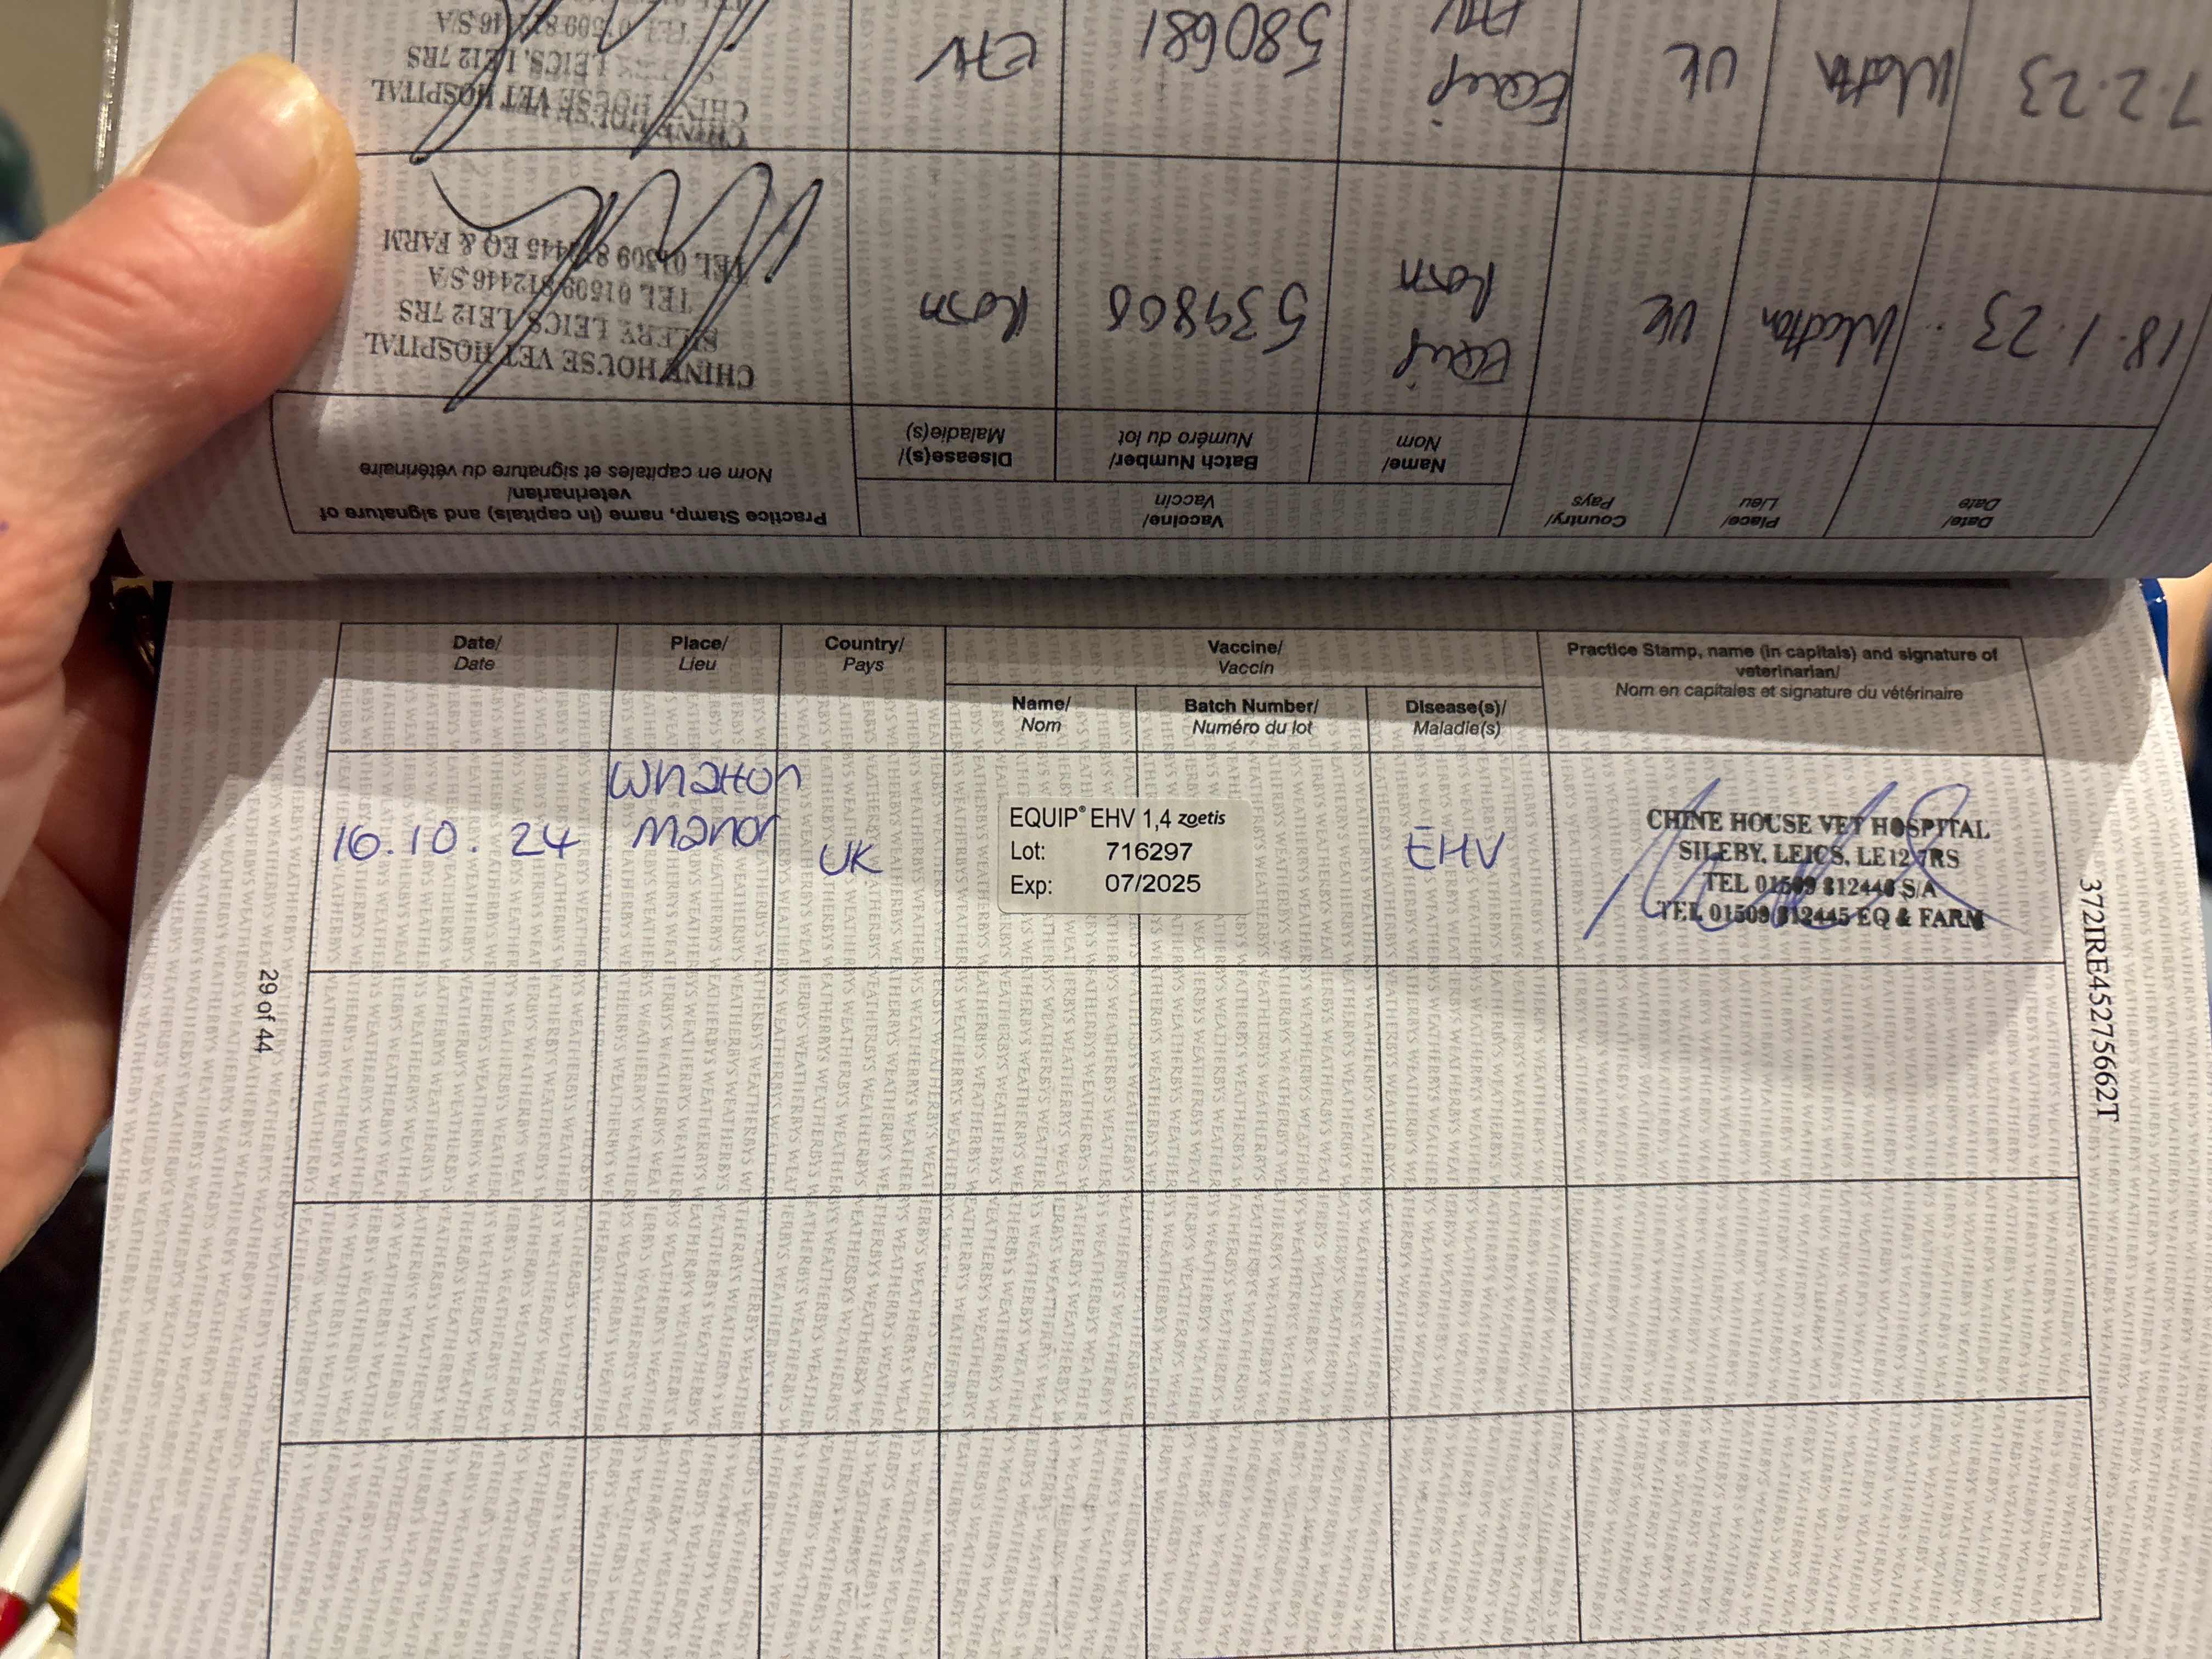 Date/ Date
Place/ Lieu
Country/ Pays
Vaccine/ Vaccin
Name/ Nom
Batch Number/ Numéro du lot
Disease(s)/ Maladie(s)
Practice Stamp, name (in capitals) and signature of
veterinarian/
Nom en capitales et signature du vétérinaire
18.1.23
UK
Equip
539808
CHINE HOUSE VET HOSPITAL
SILEBY, LEICS, LE12 7RS
TEL 01509 812446 S/A
TEL 01509 812445 EQ & FARM
7.2.23
UK
Equip
EHV
580681
EHV
CHINE HOUSE VET HOSPITAL
LEICS, LE12 7RS
Date/
Date
Place/
Lieu
Country/
Pays
Vaccine/
Vaccin
Practice Stamp, name (in capitals) and signature of
veterinarian/
Nom en capitales et signature du vétérinaire
Name/
Nom
Batch Number/
Numéro du lot
Disease(s)/
Maladie(s)
16.10.24
Whatton
Manor
UK
EQUIP® EHV 1,4 zoetis
Lot: 716297
Exp: 07/2025
EHV
CHINE HOUSE VET HOSPITAL
SILEBY, LEICS, LE12 7RS
TEL 01509 812446 S/A
TEL 01509 812445 EQ & FARM
29 of 44
372IRE45275662T